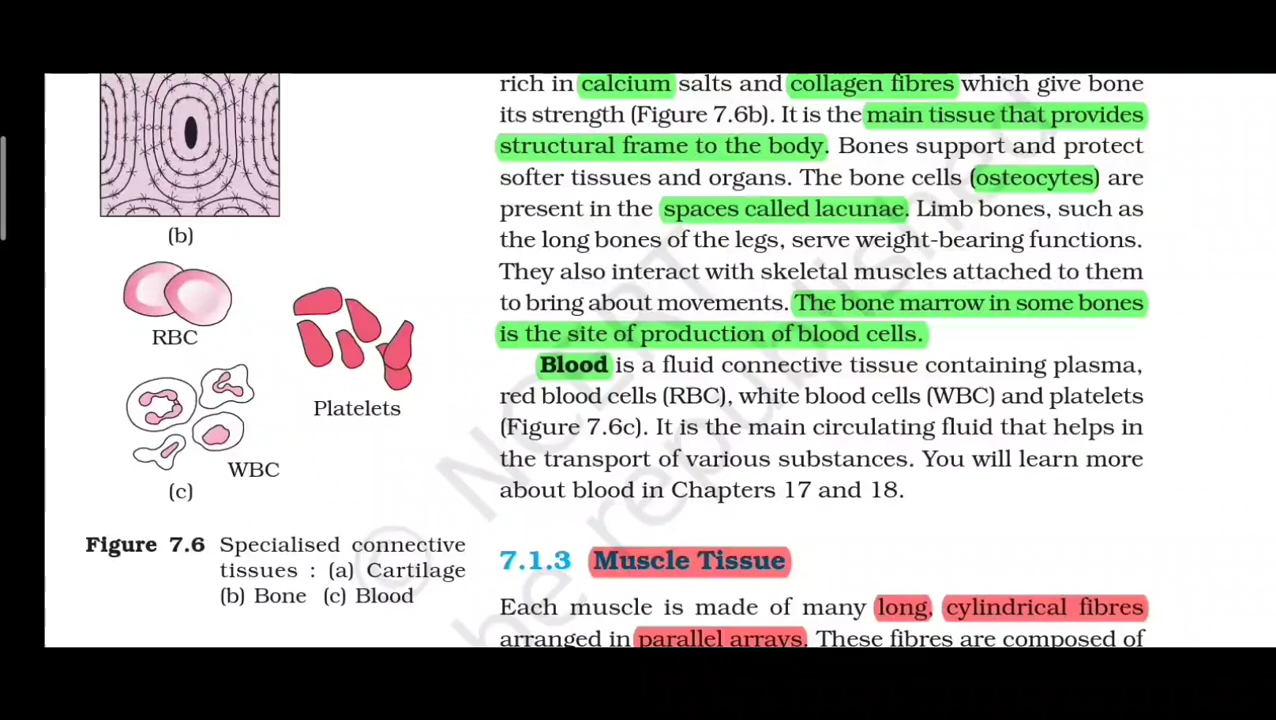 (b)
RBC
Platelets
WBC
(c)
Figure 7.6 Specialised connective
tissues : (a) Cartilage
(b) Bone (c) Blood
rich in calcium salts and collagen fibres which give bone
its strength (Figure 7.6b). It is the main tissue that provides
structural frame to the body. Bones support and protect
softer tissues and organs. The bone cells (osteocytes) are
present in the spaces called lacunae. Limb bones, such as
the long bones of the legs, serve weight-bearing functions.
They also interact with skeletal muscles attached to them
to bring about movements. The bone marrow in some bones
is the site of production of blood cells.
Blood is a fluid connective tissue containing plasma,
red blood cells (RBC), white blood cells (WBC) and platelets
(Figure 7.6c). It is the main circulating fluid that helps in
the transport of various substances. You will learn more
about blood in Chapters 17 and 18.
7.1.3 Muscle Tissue
Each muscle is made of many long, cylindrical fibres
arranged in parallel arrays. These fibres are composed of
© NCERT
be republished